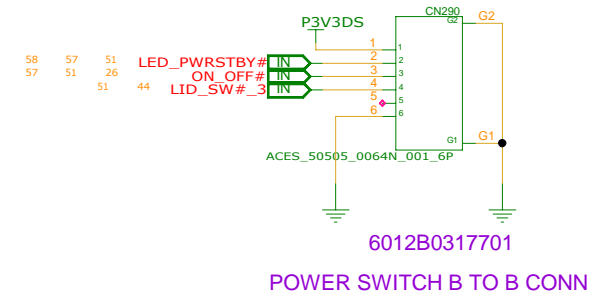 CN290
P3V3DS
G2 G2
1 1
58 57 51 LED_PWRSTBY# IN 2 2
57 51 26 ON_OFF# IN 3 3
51 44 LID_SW#_3 IN 4 4
5 5
6 6
G1 G1
ACES_50505_0064N_001_6P
6012B0317701
POWER SWITCH B TO B CONN